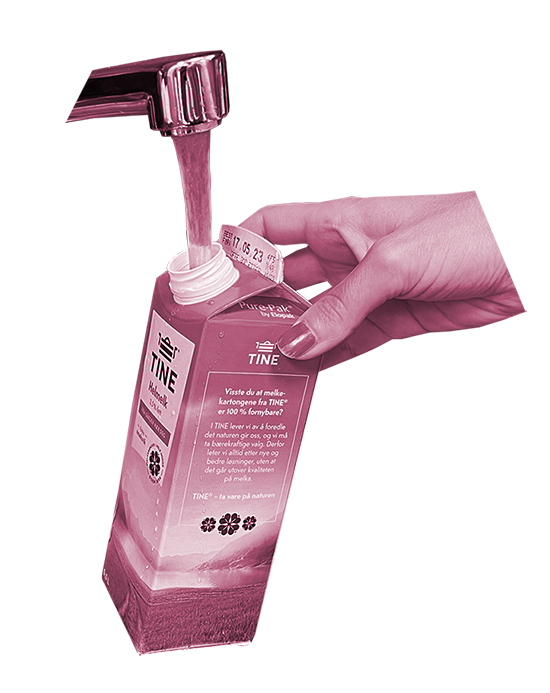 BEST
FØR
17.05.23
Pure-Pak®
by Elopak
TINE
TINE
Helmelk
Visste du at melke-
kartongene fra TINE®
er 100 % fornybare?
I TINE lever vi av å foredle
det naturen gir oss, og vi må
ta bærekraftige valg. Derfor
leter vi alltid etter nye og
bedre løsninger, uten at
det går utover kvaliteten
på melka.
TINE® – ta vare på naturen